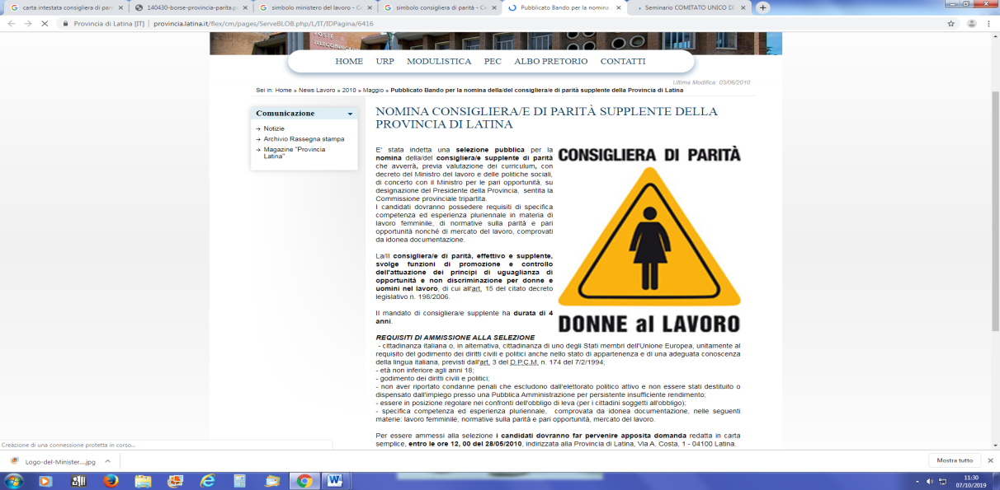 carta intestata consigliera di pari
140430-borse-provincia-parita.p
simbolo ministero del lavoro - Ce
simbolo consigliera di parità - Ce
Pubblicato Bando per la nomina
Seminario COMITATO UNICO DI
Provincia di Latina [IT] | provincia.latina.it/flex/cm/pages/ServeBLOB.php/L/IT/IDPagina/6416
POSTE
HOME URP MODULISTICA PEC ALBO PRETORIO CONTATTI
Ultima Modifica: 03/06/2010
Sei in: Home » News Lavoro » 2010 » Maggio » Pubblicato Bando per la nomina della/del consigliera/e di parità supplente della Provincia di Latina
Comunicazione
→ Notizie
→ Archivio Rassegna stampa
→ Magazine "Provincia
Latina"
NOMINA CONSIGLIERA/E DI PARITÀ SUPPLENTE DELLA
PROVINCIA DI LATINA
E' stata indetta una selezione pubblica per la
nomina della/del consigliera/e supplente di parità
che avverrà, previa valutazione dei curriculum, con
decreto del Ministro del lavoro e delle politiche sociali,
di concerto con il Ministro per le pari opportunità, su
designazione del Presidente della Provincia, sentita la
Commissione provinciale tripartita.
I candidati dovranno possedere requisiti di specifica
competenza ed esperienza pluriennale in materia di
lavoro femminile, di normative sulla parità e pari
opportunità nonché di mercato del lavoro, comprovati
da idonea documentazione.
La/Il consigliera/e di parità, effettivo e supplente,
svolge funzioni di promozione e controllo
dell'attuazione dei principi di uguaglianza di
opportunità e non discriminazione per donne e
uomini nel lavoro, di cui all'art. 15 del citato decreto
legislativo n. 198/2006.
Il mandato di consigliera/e supplente ha durata di 4
anni.
CONSIGLIERA DI PARITÀ
DONNE al LAVORO
REQUISITI DI AMMISSIONE ALLA SELEZIONE
- cittadinanza italiana o, in alternativa, cittadinanza di uno degli Stati membri dell'Unione Europea, unitamente al
requisito del godimento dei diritti civili e politici anche nello stato di appartenenza e di una adeguata conoscenza
della lingua italiana, previsti dall'art. 3 del D.P.C.M. n. 174 del 7/2/1994;
- età non inferiore agli anni 18;
- godimento dei diritti civili e politici;
- non aver riportato condanne penali che escludono dall'elettorato politico attivo e non essere stati destituito o
dispensato dall'impiego presso una Pubblica Amministrazione per persistente insufficiente rendimento;
- essere in posizione regolare nei confronti dell'obbligo di leva (per i cittadini soggetti all'obbligo);
- specifica competenza ed esperienza pluriennale, comprovata da idonea documentazione, nelle seguenti
materie: lavoro femminile, normative sulla parità e pari opportunità, mercato del lavoro.
Per essere ammessi alla selezione i candidati dovranno far pervenire apposita domanda redatta in carta
semplice, entro le ore 12, 00 del 28/05/2010, indirizzata alla Provincia di Latina, Via A. Costa, 1 - 04100 Latina.
Creazione di una connessione protetta in corso...
Logo-del-Minister....jpg
Mostra tutto
11:30
07/10/2019